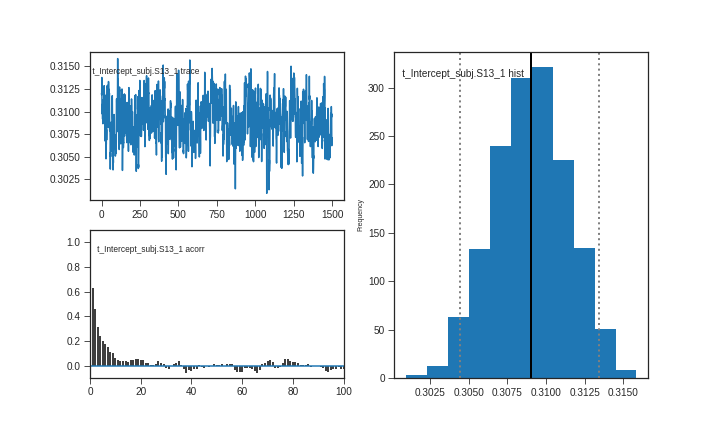 t_Intercept_subj.S13_1 trace
0.3150
0.3125
0.3100
0.3075
0.3050
0.3025
0 250 500 750 1000 1250 1500
t_Intercept_subj.S13_1 acorr
1.0
0.8
0.6
0.4
0.2
0.0
0 20 40 60 80 100
t_Intercept_subj.S13_1 hist
Frequency
300
250
200
150
100
50
0
0.3025 0.3050 0.3075 0.3100 0.3125 0.3150